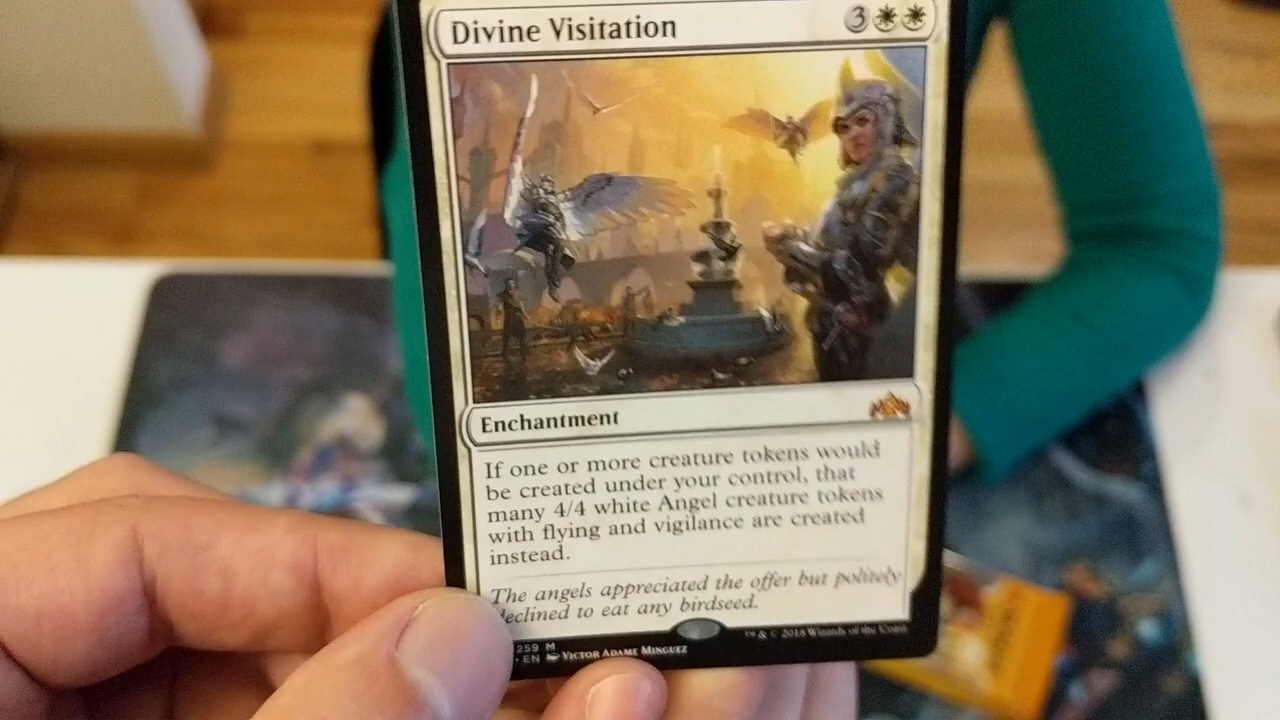 Divine Visitation 3
Enchantment
If one or more creature tokens would
be created under your control, that
many 4/4 white Angel creature tokens
with flying and vigilance are created
instead.
The angels appreciated the offer but politely
declined to eat any birdseed.
259 M
EN VICTOR ADAME MINGUEZ
™ & © 2018 Wizards of the Coast